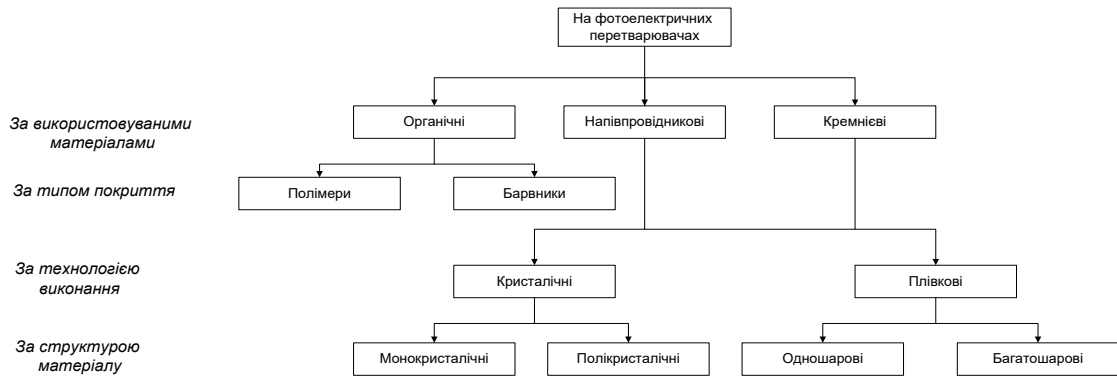 На фотоелектричних
перетварювачах
За використовуваними
матеріалами
Органічні
Напівпровідникові
Кремнієві
За типом покриття
Полімери
Барвники
За технологією
виконання
Кристалічні
Плівкові
За структурою
матеріалу
Монокристалічні
Полікристалічні
Одношарові
Багатошарові